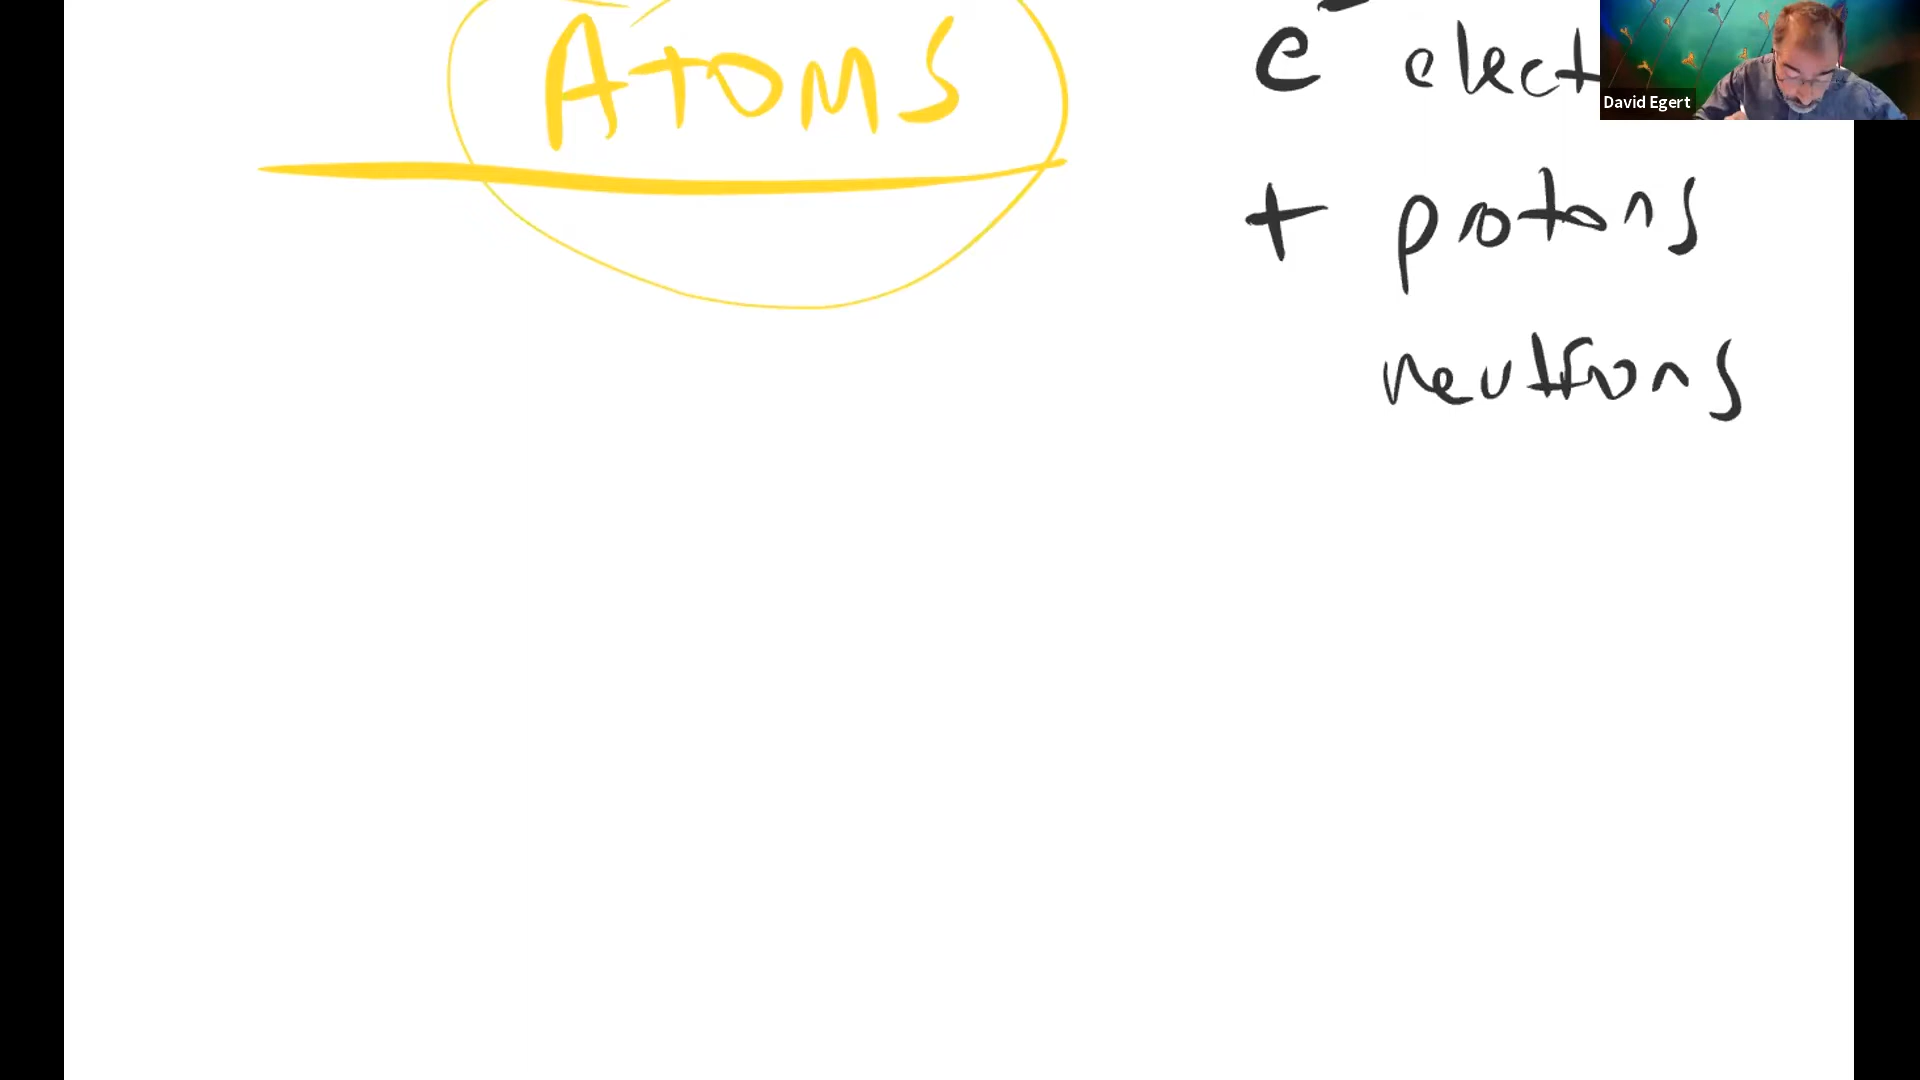 ATOMS
e⁻ elect
David Egert
+ protons
neutrons